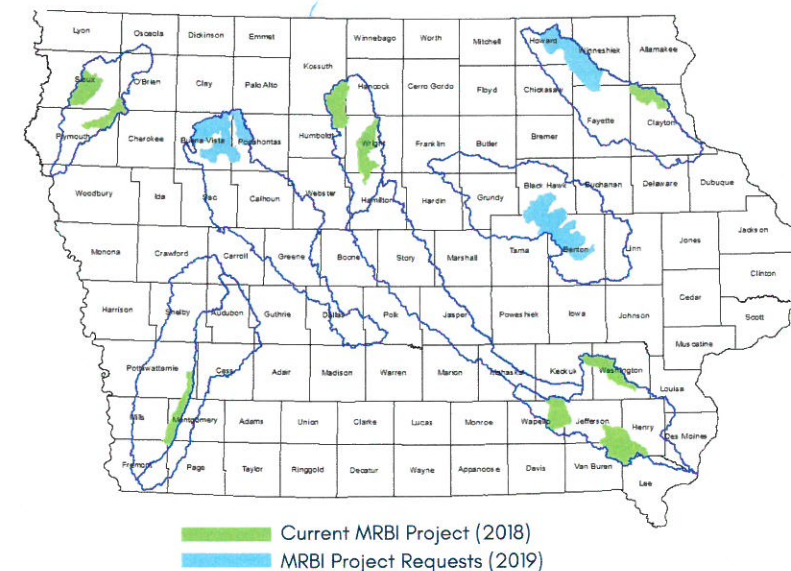 Lyon Osceola Dickinson Emmet Winnebago Worth Mitchell Howard Winneshiek Allamakee
Kossuth
Sioux O'Brien Clay Palo Alto Hancock Cerro Gordo Floyd Chickasaw
Fayette Clayton
Plymouth Cherokee Buena Vista Pocahontas Humboldt Wright Franklin Butler Bremer
Woodbury Ida Sac Calhoun Webster Hamilton Hardin Grundy Black Hawk Buchanan Delaware Dubuque
Monona Crawford Carroll Greene Boone Story Marshall Tama Benton Linn Jones Jackson
Clinton
Harrison Shelby Audubon Guthrie Dallas Polk Jasper Poweshiek Iowa Johnson Cedar Scott
Muscatine
Pottawattamie Cass Adair Madison Warren Marion Mahaska Keokuk Washington Louisa
Mills Montgomery Adams Union Clarke Lucas Monroe Wapello Jefferson Henry Des Moines
Fremont Page Taylor Ringgold Decatur Wayne Appanoose Davis Van Buren Lee
Current MRBI Project (2018)
MRBI Project Requests (2019)